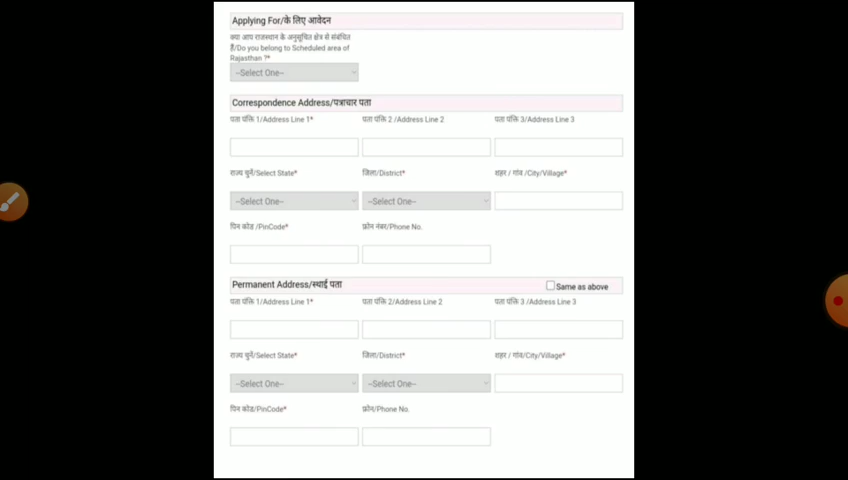 Applying For/के लिए आवेदन
क्या आप राजस्थान के अनुसूचित क्षेत्र से संबंधित
हैं/Do you belong to Scheduled area of
Rajasthan ?*
--Select One--
Correspondence Address/पत्राचार पता
पता पंक्ति 1/Address Line 1* पता पंक्ति 2 /Address Line 2 पता पंक्ति 3/Address Line 3
राज्य चुनें/Select State* जिला/District* शहर / गांव /City/Village*
--Select One-- --Select One--
पिन कोड /PinCode* फ़ोन नंबर/Phone No.
Permanent Address/स्थाई पता Same as above
पता पंक्ति 1/Address Line 1* पता पंक्ति 2/Address Line 2 पता पंक्ति 3 /Address Line 3
राज्य चुनें/Select State* जिला/District* शहर / गांव/City/Village*
--Select One-- --Select One--
पिन कोड/PinCode* फ़ोन/Phone No.